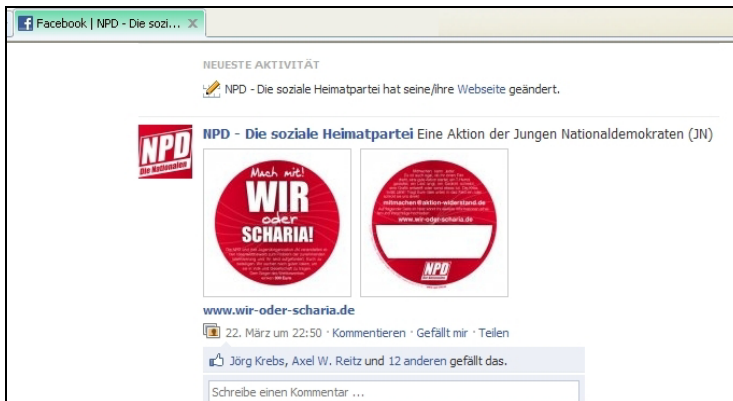 Facebook | NPD - Die sozi...
NEUESTE AKTIVITÄT
NPD - Die soziale Heimatpartei hat seine/ihre Webseite geändert.
NPD
Die Nationalen
NPD - Die soziale Heimatpartei Eine Aktion der Jungen Nationaldemokraten (JN)
Mach mit!
WIR
oder
SCHARIA!
mitmachen@aktion-widerstand.de
www.wir-oder-scharia.de
NPD
www.wir-oder-scharia.de
22. März um 22:50 · Kommentieren · Gefällt mir · Teilen
Jörg Krebs, Axel W. Reitz und 12 anderen gefällt das.
Schreibe einen Kommentar ...